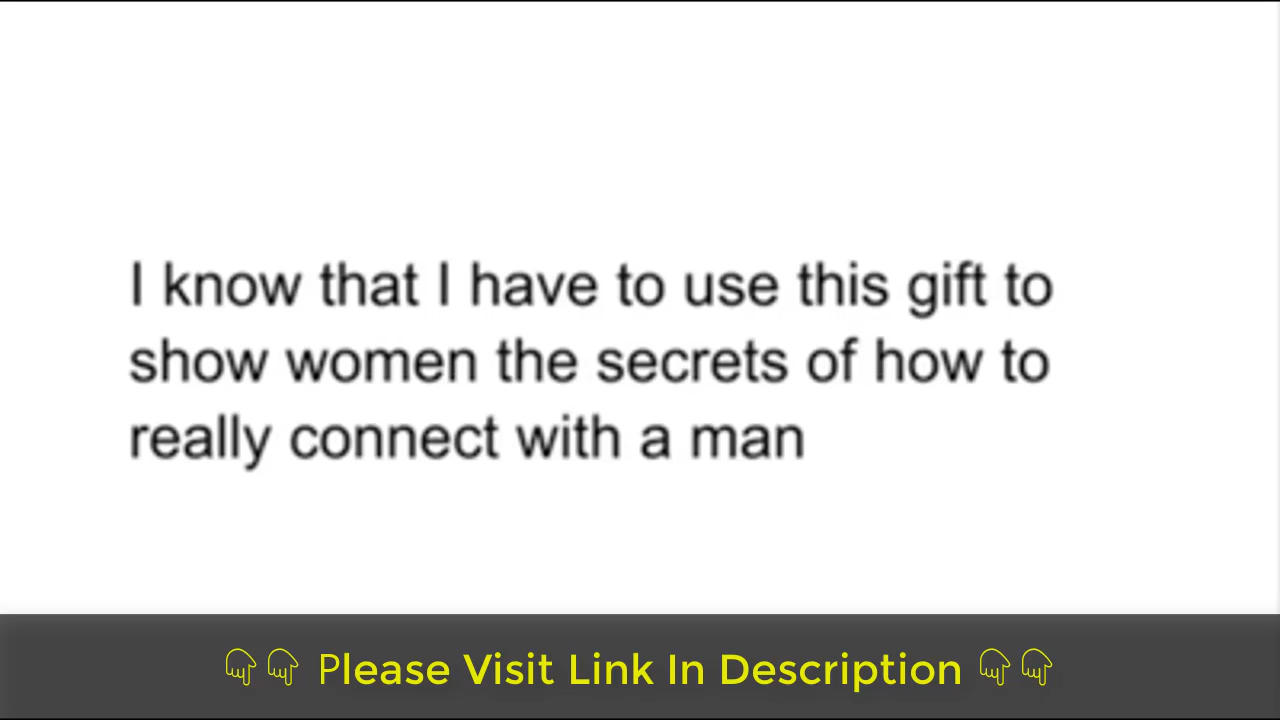 I know that I have to use this gift to
show women the secrets of how to
really connect with a man
Please Visit Link In Description